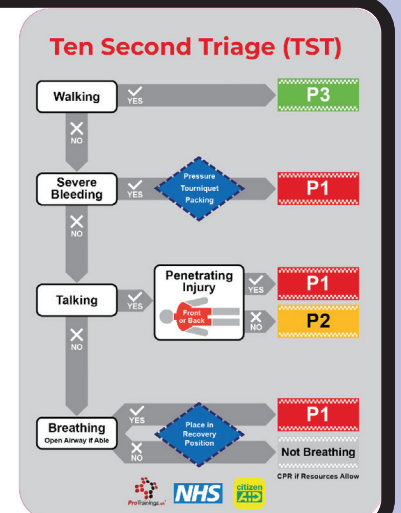 Ten Second Triage (TST)
Walking
YES
P3
NO
Severe
Bleeding
YES
Pressure
Tourniquet
Packing
P1
NO
Talking
YES
Penetrating
Injury
Front
or Back
YES
P1
NO
P2
NO
Breathing
Open Airway if Able
YES
NO
Place in
Recovery
Position
P1
Not Breathing
CPR if Resources Allow
ProTrainings.uk
NHS
citizen
AID